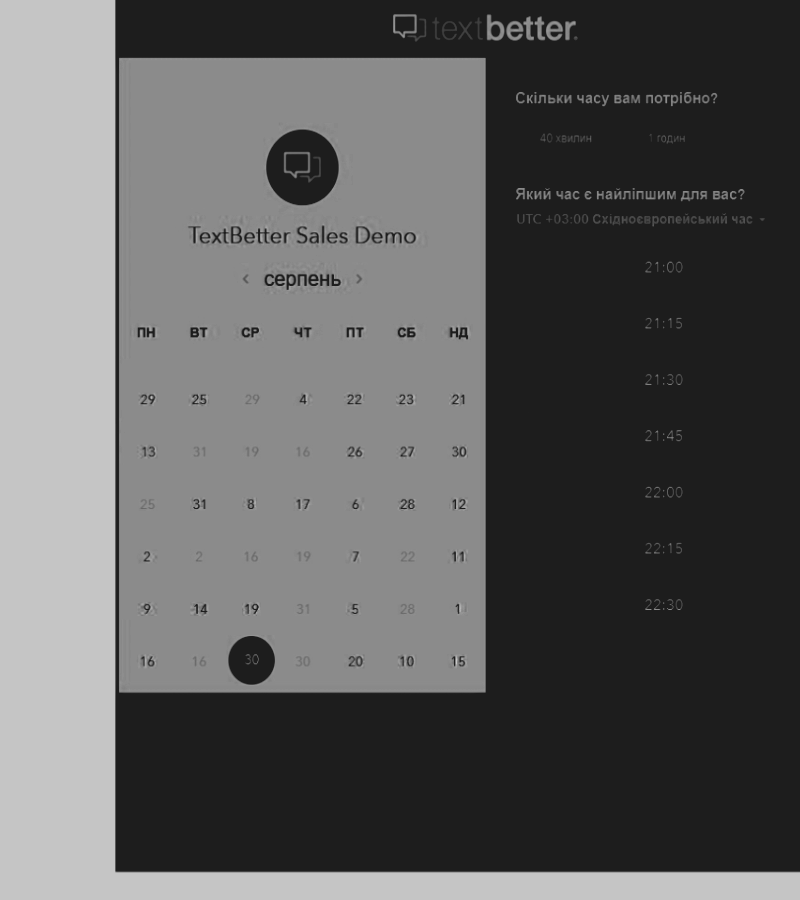 textbetter.
TextBetter Sales Demo
‹ серпень ›
ПН ВТ СР ЧТ ПТ СБ НД
29 25 29 4 22 23 21
13 31 19 16 26 27 30
25 31 8 17 6 28 12
2 2 16 19 7 22 11
9 14 19 31 5 28 1
16 16 30 30 20 10 15
Скільки часу вам потрібно?
40 хвилин 1 годин
Який час є найліпшим для вас?
UTC +03:00 Східноєвропейський час
21:00
21:15
21:30
21:45
22:00
22:15
22:30